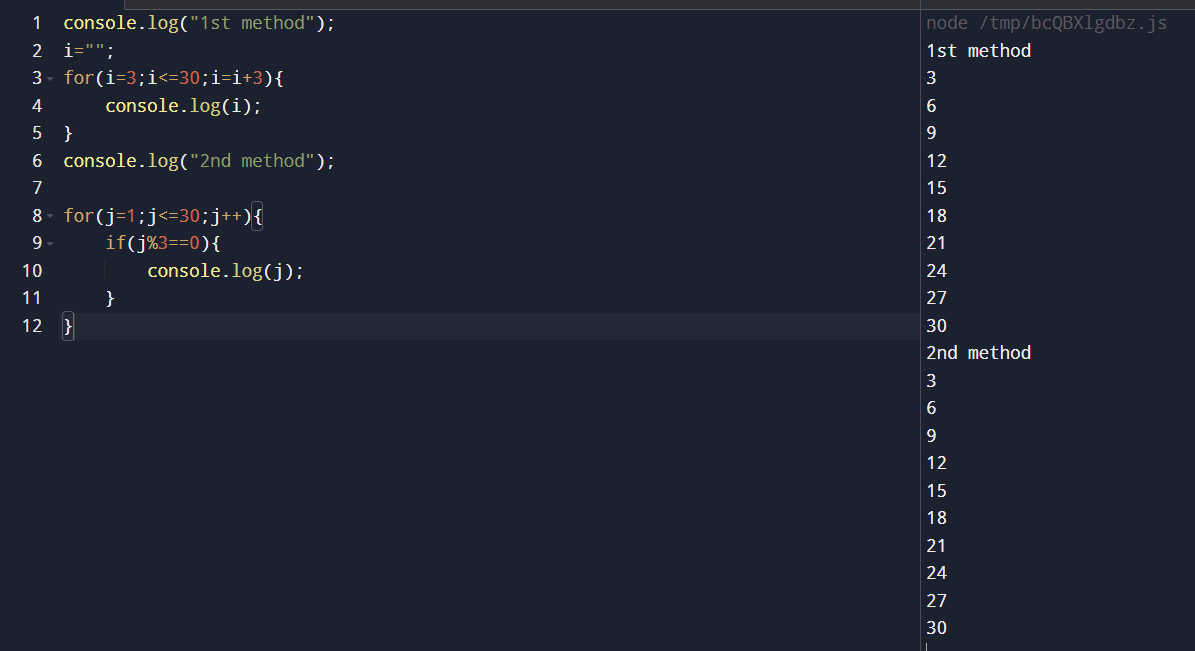 1 console.log("1st method");
2 i="";
3 for(i=3;i<=30;i=i+3){
4     console.log(i);
5 }
6 console.log("2nd method");
7
8 for(j=1;j<=30;j++){
9     if(j%3==0){
10         console.log(j);
11     }
12 }
node /tmp/bcQBXlgdbz.js
1st method
3
6
9
12
15
18
21
24
27
30
2nd method
3
6
9
12
15
18
21
24
27
30